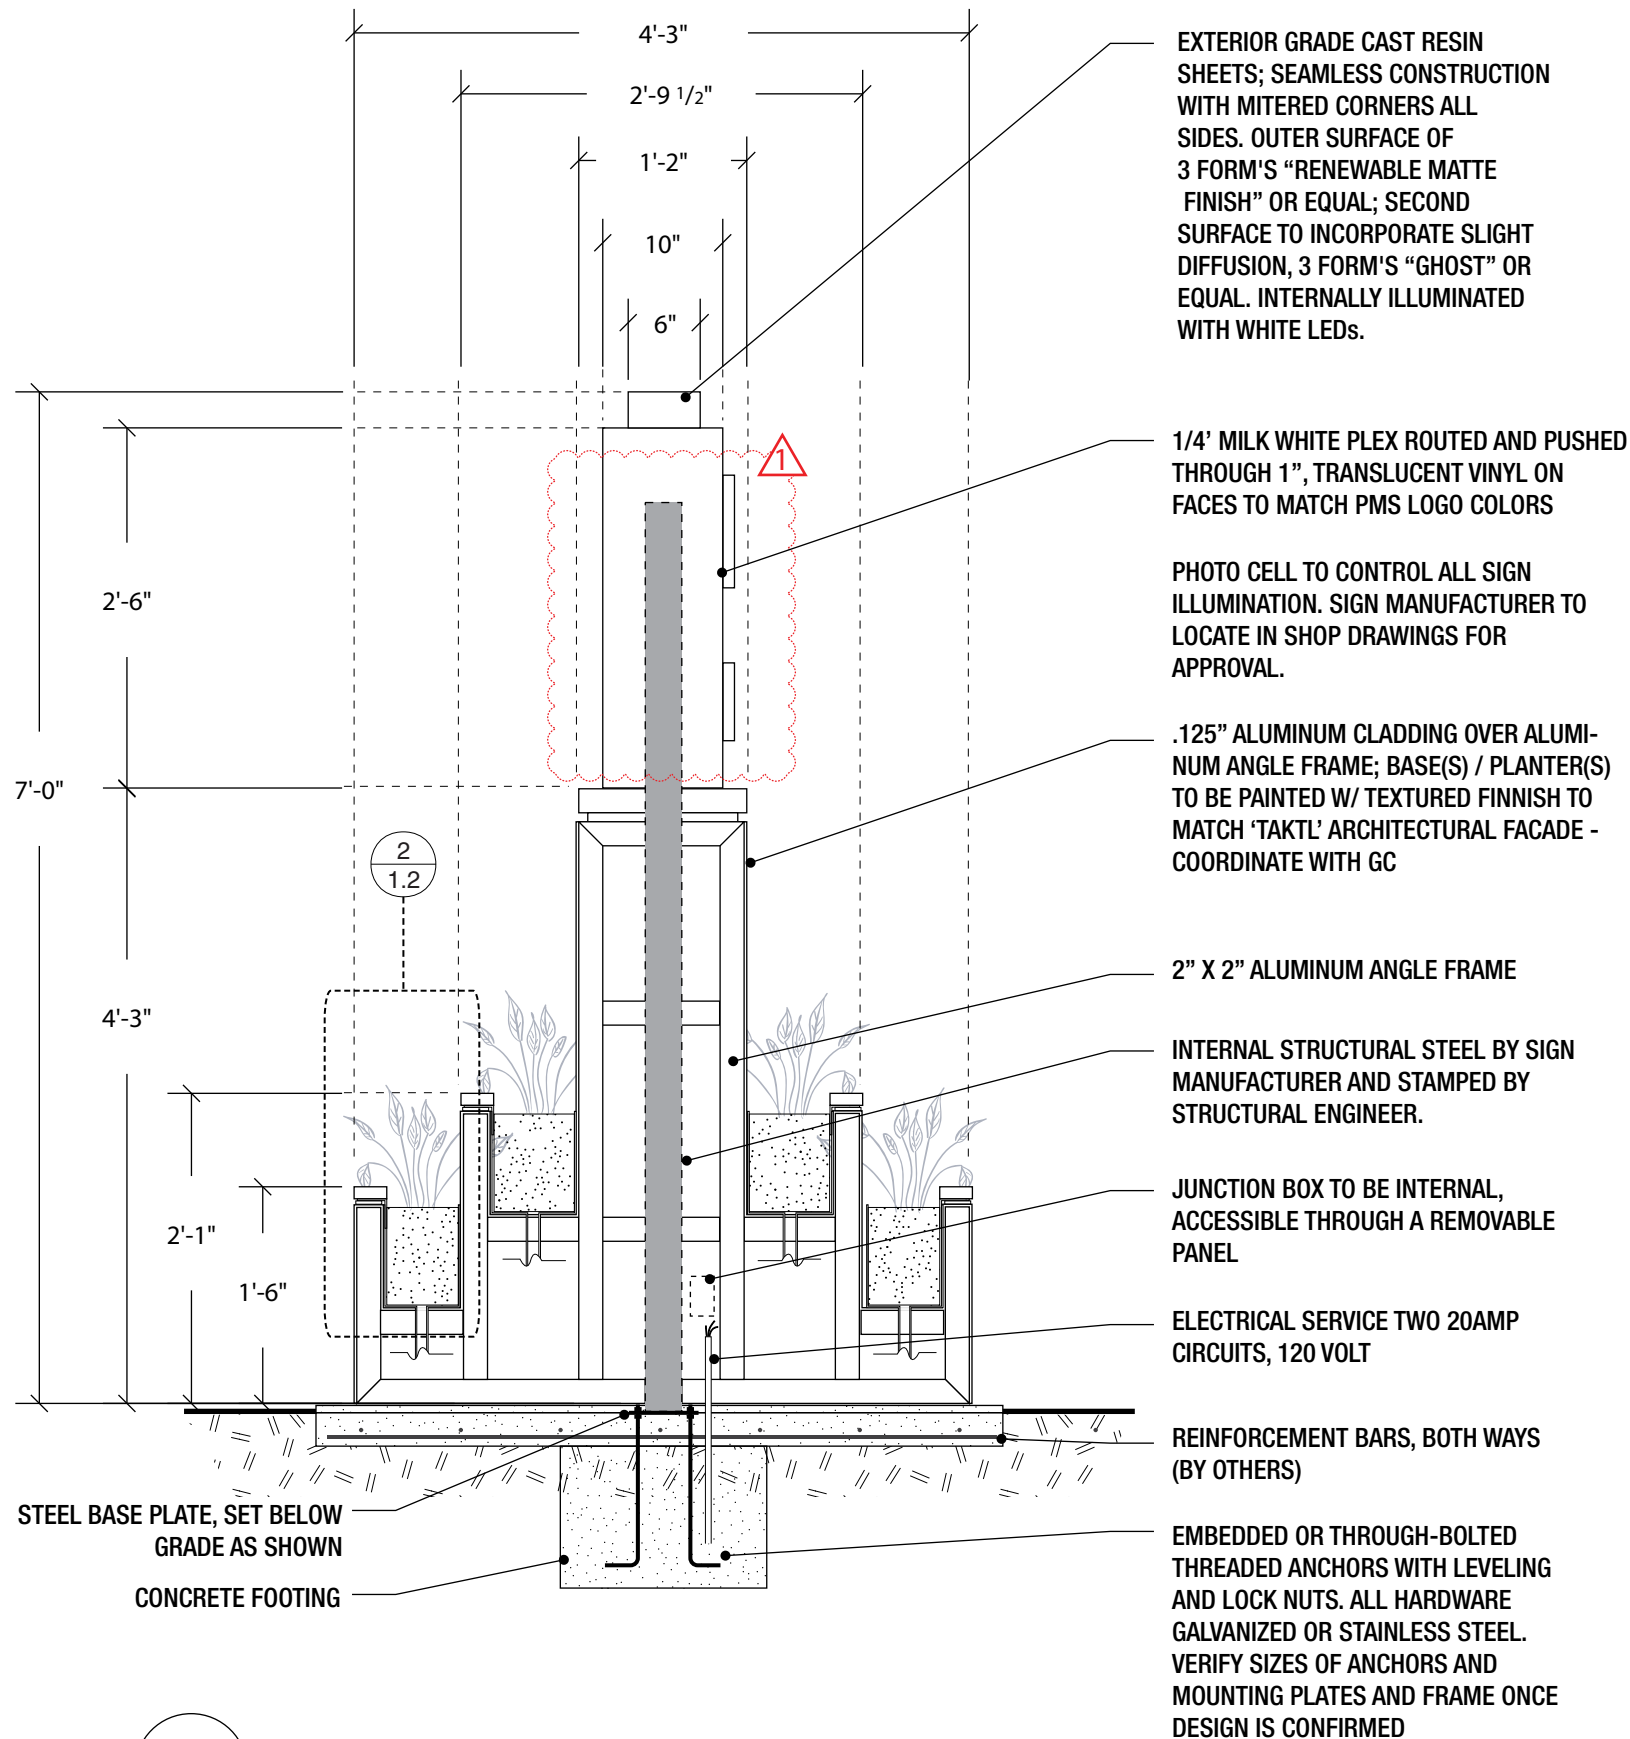 4'-3"
2'-9 1/2"
1'-2"
10"
6"
7'-0"
2'-6"
4'-3"
2'-1"
1'-6"
2
1.2
1
EXTERIOR GRADE CAST RESIN
SHEETS; SEAMLESS CONSTRUCTION
WITH MITERED CORNERS ALL
SIDES. OUTER SURFACE OF
3 FORM'S “RENEWABLE MATTE
FINISH” OR EQUAL; SECOND
SURFACE TO INCORPORATE SLIGHT
DIFFUSION, 3 FORM'S “GHOST” OR
EQUAL. INTERNALLY ILLUMINATED
WITH WHITE LEDs.
1/4’ MILK WHITE PLEX ROUTED AND PUSHED
THROUGH 1”, TRANSLUCENT VINYL ON
FACES TO MATCH PMS LOGO COLORS
PHOTO CELL TO CONTROL ALL SIGN
ILLUMINATION. SIGN MANUFACTURER TO
LOCATE IN SHOP DRAWINGS FOR
APPROVAL.
.125” ALUMINUM CLADDING OVER ALUMI-
NUM ANGLE FRAME; BASE(S) / PLANTER(S)
TO BE PAINTED W/ TEXTURED FINNISH TO
MATCH ‘TAKTL’ ARCHITECTURAL FACADE -
COORDINATE WITH GC
2” X 2” ALUMINUM ANGLE FRAME
INTERNAL STRUCTURAL STEEL BY SIGN
MANUFACTURER AND STAMPED BY
STRUCTURAL ENGINEER.
JUNCTION BOX TO BE INTERNAL,
ACCESSIBLE THROUGH A REMOVABLE
PANEL
ELECTRICAL SERVICE TWO 20AMP
CIRCUITS, 120 VOLT
REINFORCEMENT BARS, BOTH WAYS
(BY OTHERS)
EMBEDDED OR THROUGH-BOLTED
THREADED ANCHORS WITH LEVELING
AND LOCK NUTS. ALL HARDWARE
GALVANIZED OR STAINLESS STEEL.
VERIFY SIZES OF ANCHORS AND
MOUNTING PLATES AND FRAME ONCE
DESIGN IS CONFIRMED
STEEL BASE PLATE, SET BELOW
GRADE AS SHOWN
CONCRETE FOOTING